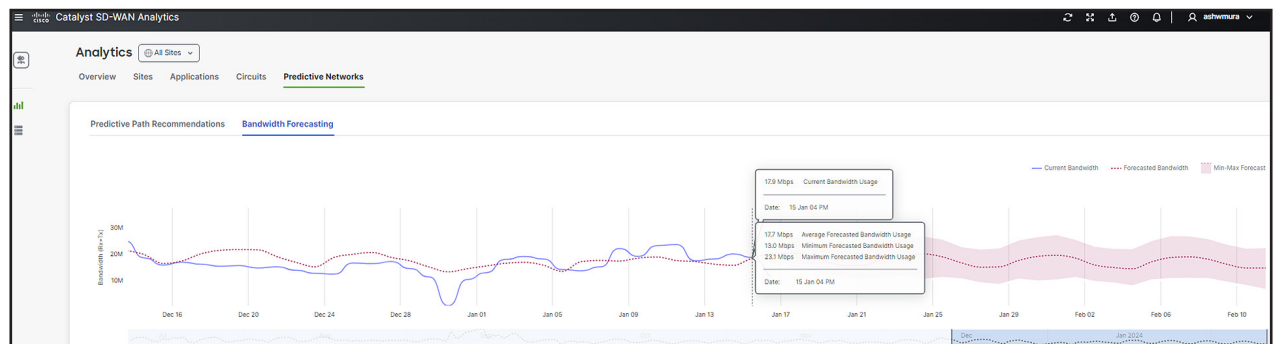 CISCO Catalyst SD-WAN Analytics ashwmura
Analytics All Sites
Overview Sites Applications Circuits Predictive Networks
Predictive Path Recommendations Bandwidth Forecasting
Current Bandwidth Forecasted Bandwidth Min-Max Forecast
17.9 Mbps Current Bandwidth Usage
Date: 15 Jan 04 PM
17.7 Mbps Average Forecasted Bandwidth Usage
13.0 Mbps Minimum Forecasted Bandwidth Usage
23.1 Mbps Maximum Forecasted Bandwidth Usage
Date: 15 Jan 04 PM
Bandwidth (Rx+Tx)
30M
20M
10M
Dec 16 Dec 20 Dec 24 Dec 28 Jan 01 Jan 05 Jan 09 Jan 13 Jan 17 Jan 21 Jan 25 Jan 29 Feb 02 Feb 06 Feb 10
Dec Jan 2024